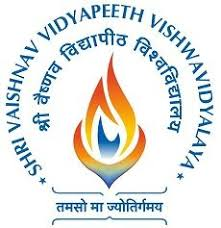 ★ SHRI VAISHNAV VIDYAPEETH VISHWAVIDYALAYA ★
श्री वैष्णव विद्यापीठ विश्वविद्यालय
तमसो मा ज्योतिर्गमय